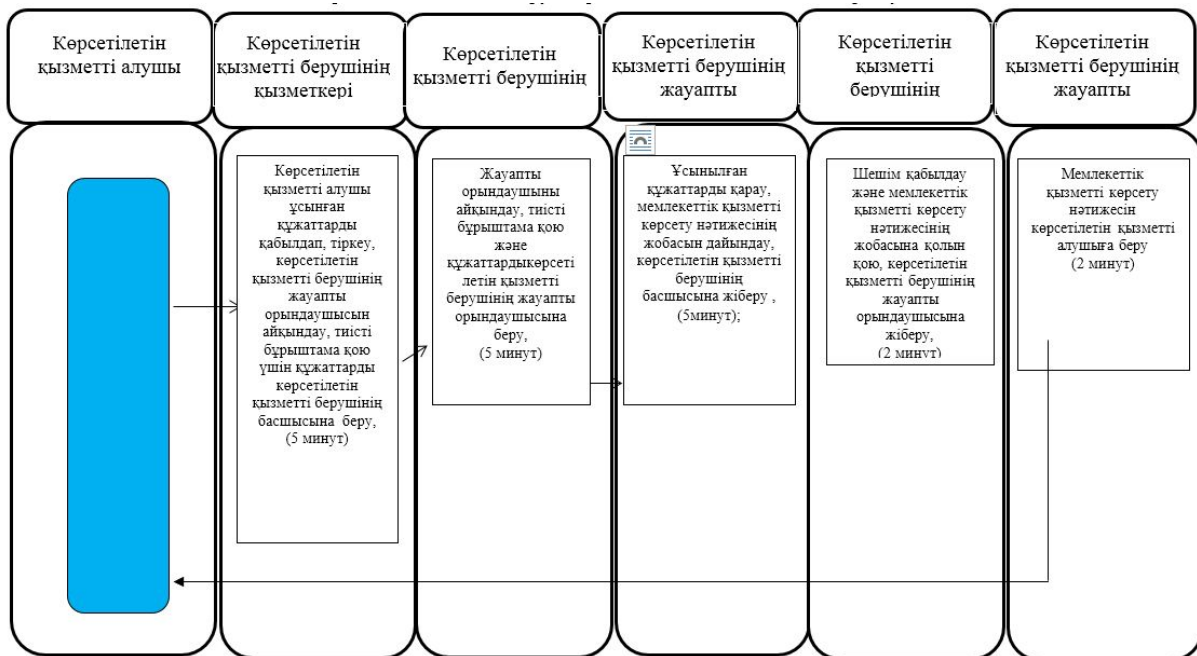 Көрсетілетін
қызметті алушы
Көрсетілетін
қызметті берушінің
қызметкері
Көрсетілетін
қызметті берушінің
Көрсетілетін
қызметті берушінің
жауапты
Көрсетілетін
қызметті
берушінің
Көрсетілетін
қызметті берушінің
жауапты
Көрсетілетін
қызметті алушы
ұсынған
құжаттарды
қабылдап, тіркеу,
көрсетілетін
қызметті берушінің
жауапты
орындаушысын
айқындау, тиісті
бұрыштама қою
үшін құжаттарды
көрсетілетін
қызметті берушінің
басшысына беру,
(5 минут)
Жауапты
орындаушыны
айқындау, тиісті
бұрыштама қою
және
құжаттардыкөрсеті
летін қызметті
берушінің жауапты
орындаушысына
беру,
(5 минут)
Ұсынылған
құжаттарды қарау,
мемлекеттік қызметті
көрсету нәтижесінің
жобасын дайындау,
көрсетілетін қызметті
берушінің
басшысына жіберу ,
(5минут);
Шешім қабылдау
және мемлекеттік
қызметті көрсету
нәтижесінің
жобасына қолын
қою, көрсетілетін
қызметті берушінің
жауапты
орындаушысына
жіберу,
(2 минут)
Мемлекеттік
қызметті көрсету
нәтижесін
көрсетілетін қызметті
алушыға беру
(2 минут)